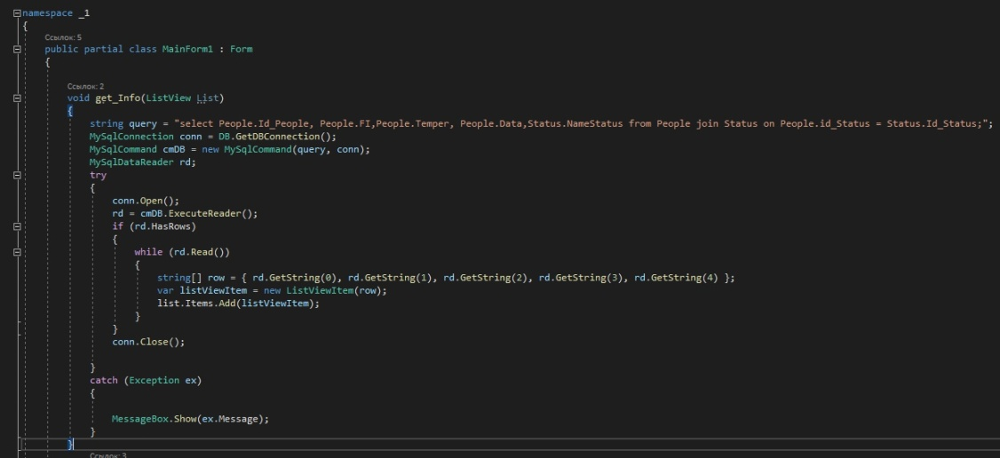 namespace _1
{
Ссылок: 5
public partial class MainForm1 : Form
{
Ссылок: 2
void get_Info(ListView List)
{
string query = "select People.Id_People, People.FI,People.Temper, People.Data,Status.NameStatus from People join Status on People.id_Status = Status.Id_Status;";
MySqlConnection conn = DB.GetDBConnection();
MySqlCommand cmDB = new MySqlCommand(query, conn);
MySqlDataReader rd;
try
{
conn.Open();
rd = cmDB.ExecuteReader();
if (rd.HasRows)
{
while (rd.Read())
{
string[] row = { rd.GetString(0), rd.GetString(1), rd.GetString(2), rd.GetString(3), rd.GetString(4) };
var listViewItem = new ListViewItem(row);
list.Items.Add(listViewItem);
}
}
conn.Close();
}
catch (Exception ex)
{
MessageBox.Show(ex.Message);
}
}
Ссылок: 3